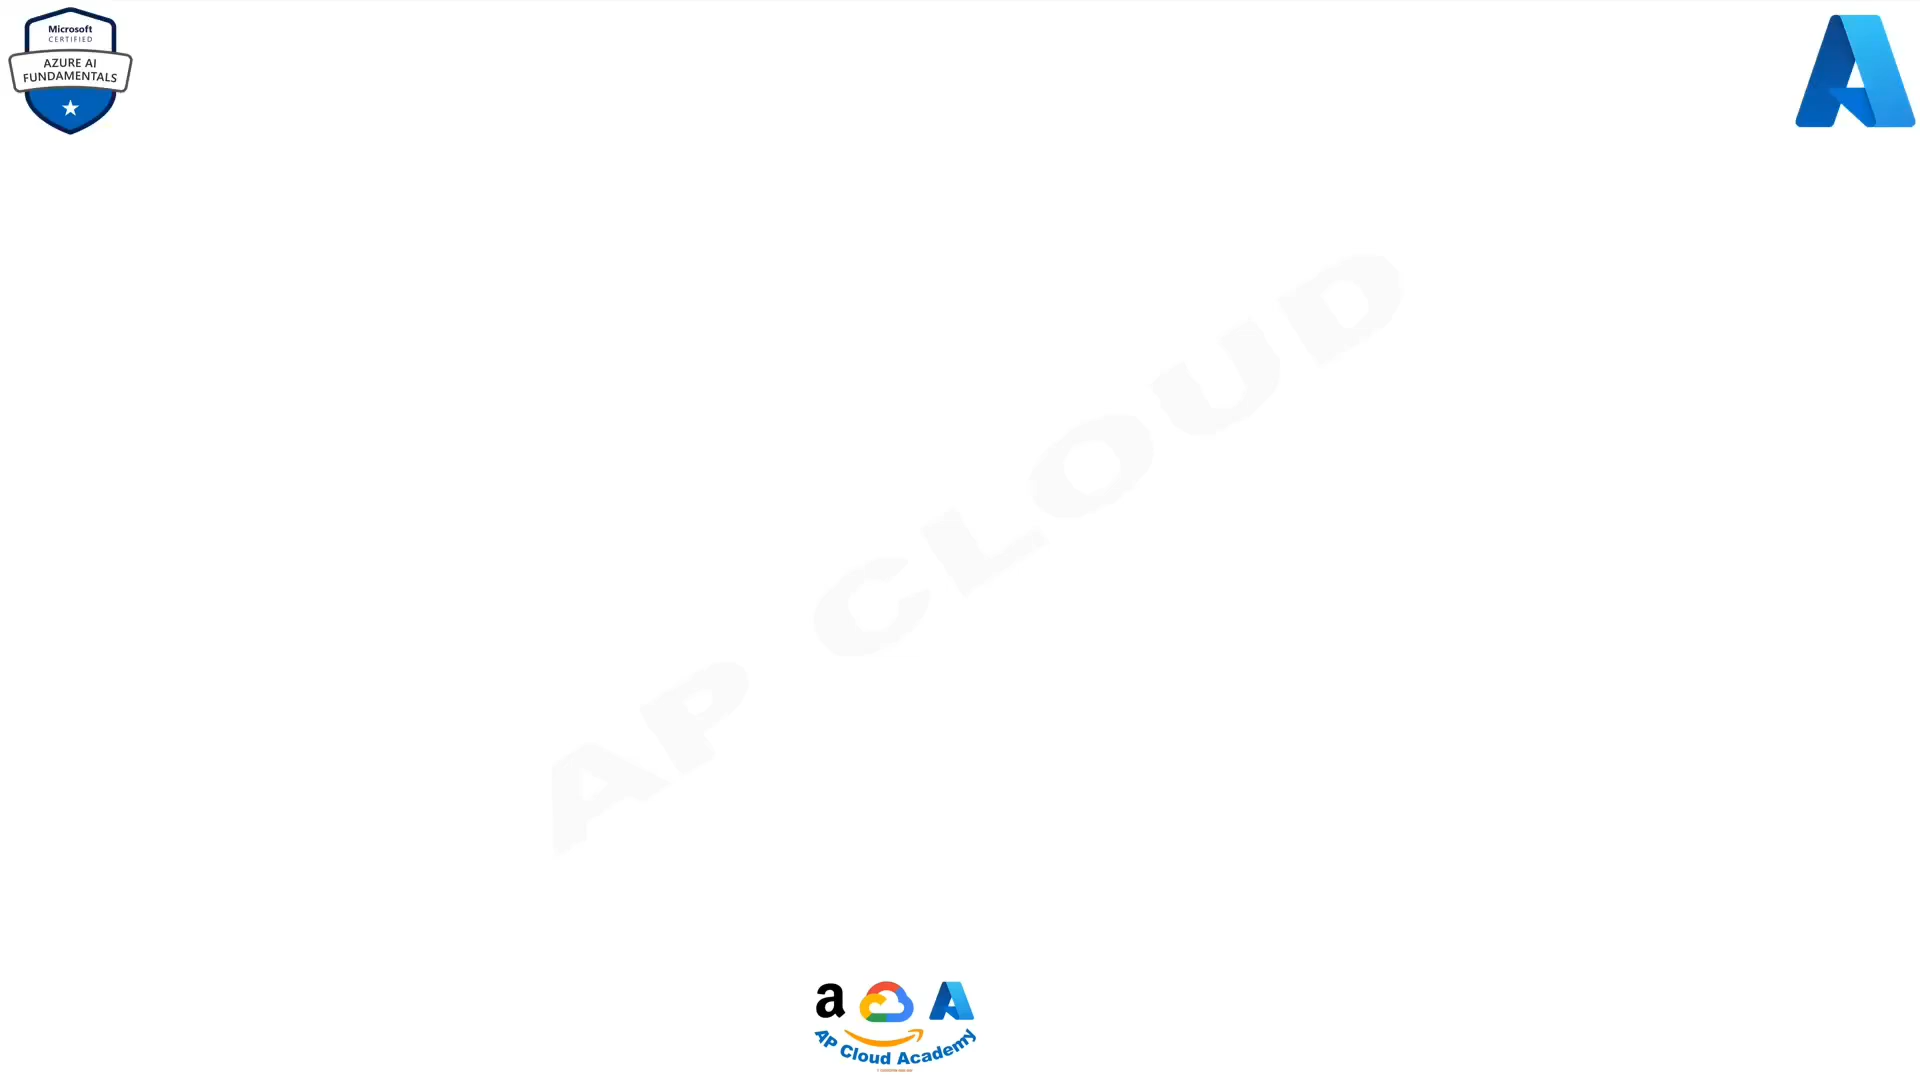 Microsoft
CERTIFIED
AZURE AI
FUNDAMENTALS
AP CLOUD
a
AP Cloud Academy